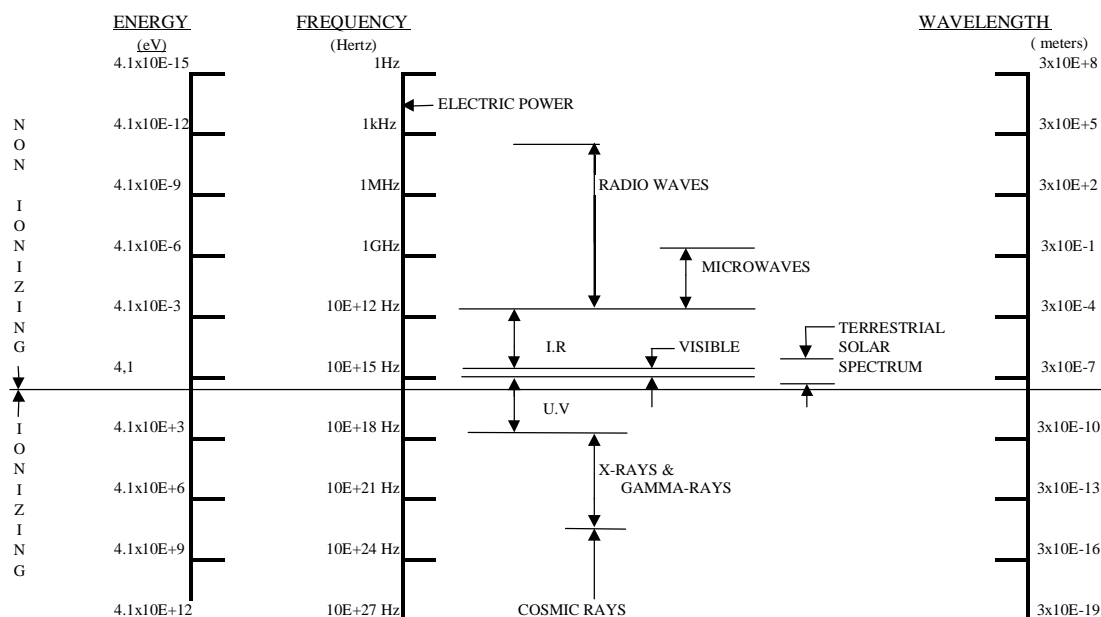 ENERGY FREQUENCY WAVELENGTH
(eV) (Hertz) ( meters)
4.1x10E-15 1Hz 3x10E+8
ELECTRIC POWER
4.1x10E-12 1kHz 3x10E+5
RADIO WAVES
4.1x10E-9 1MHz 3x10E+2
4.1x10E-6 1GHz 3x10E-1
MICROWAVES
4.1x10E-3 10E+12 Hz 3x10E-4
TERRESTRIAL
I.R VISIBLE SOLAR
4,1 10E+15 Hz SPECTRUM 3x10E-7
U.V
4.1x10E+3 10E+18 Hz 3x10E-10
X-RAYS &
4.1x10E+6 10E+21 Hz GAMMA-RAYS 3x10E-13
4.1x10E+9 10E+24 Hz 3x10E-16
4.1x10E+12 10E+27 Hz COSMIC RAYS 3x10E-19
NON IONIZING
IONIZING